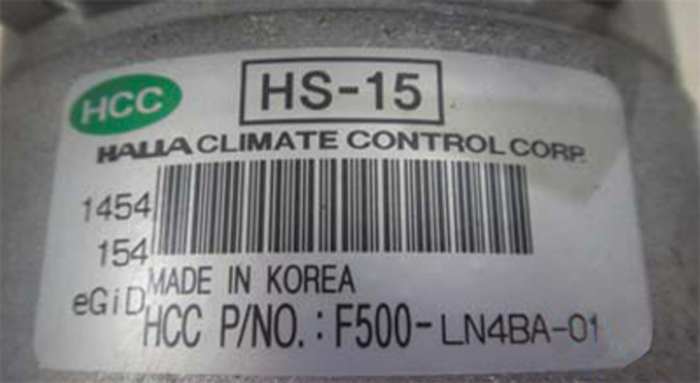 HCC
HS-15
HALLA CLIMATE CONTROL CORP.
1454
154
eGiD
MADE IN KOREA
HCC P/NO. : F500-LN4BA-01